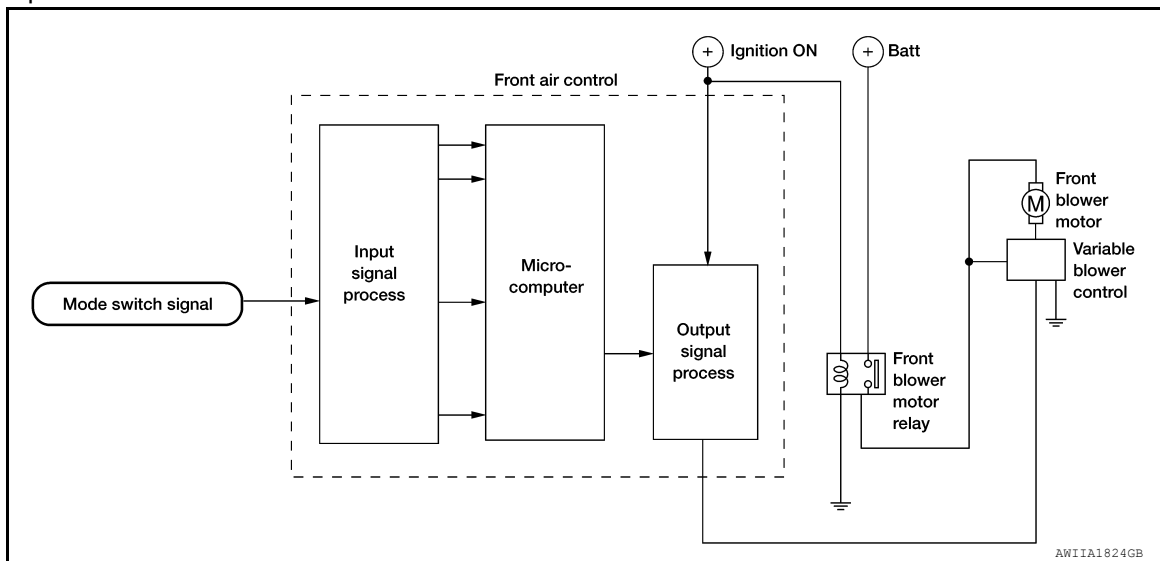 + Ignition ON
+ Batt
Front air control
Front
blower
motor
M
Variable
blower
control
Input
signal
process
Micro-
computer
Mode switch signal
Output
signal
process
Front
blower
motor
relay
AWIIA1824GB